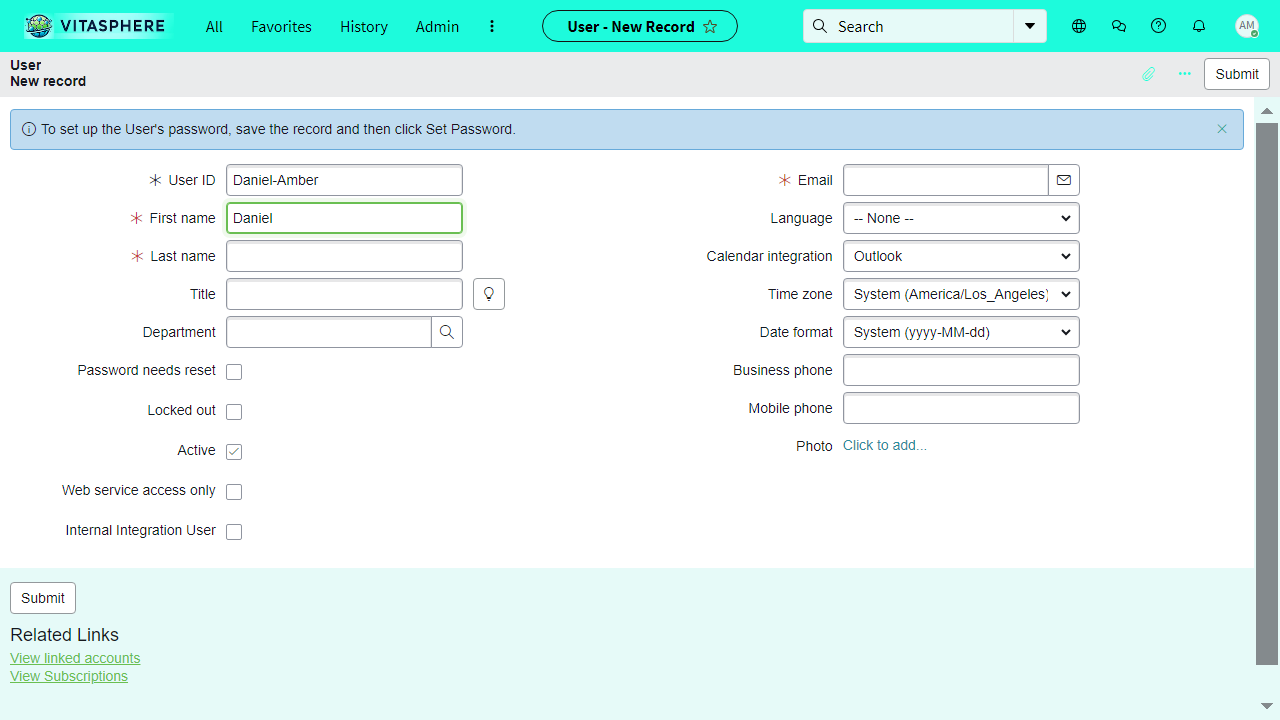 VITASPHERE
All
Favorites
History
Admin
User - New Record
Search
AM
User
New record
Submit
To set up the User's password, save the record and then click Set Password.
User ID
Daniel-Amber
First name
Daniel
Last name
Title
Department
Password needs reset
Locked out
Active
Web service access only
Internal Integration User
Email
Language
-- None --
Calendar integration
Outlook
Time zone
System (America/Los_Angeles)
Date format
System (yyyy-MM-dd)
Business phone
Mobile phone
Photo
Click to add...
Submit
Related Links
View linked accounts
View Subscriptions